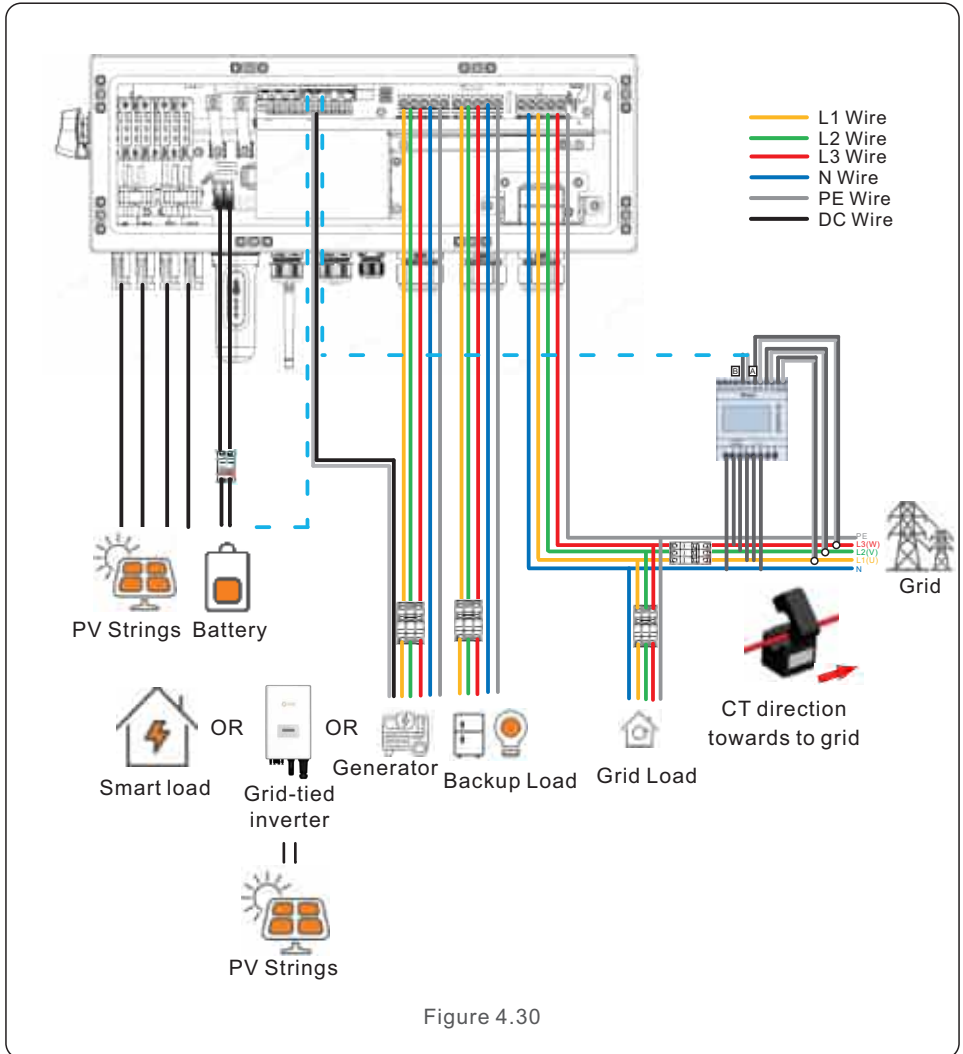 L1 Wire
L2 Wire
L3 Wire
N Wire
PE Wire
DC Wire
B
A
PE
L3(W)
L2(V)
L1(U)
N
Grid
PV Strings
Battery
CT direction
towards to grid
OR
OR
Smart load
Grid-tied
inverter
Generator
Backup Load
Grid Load
PV Strings
Figure 4.30